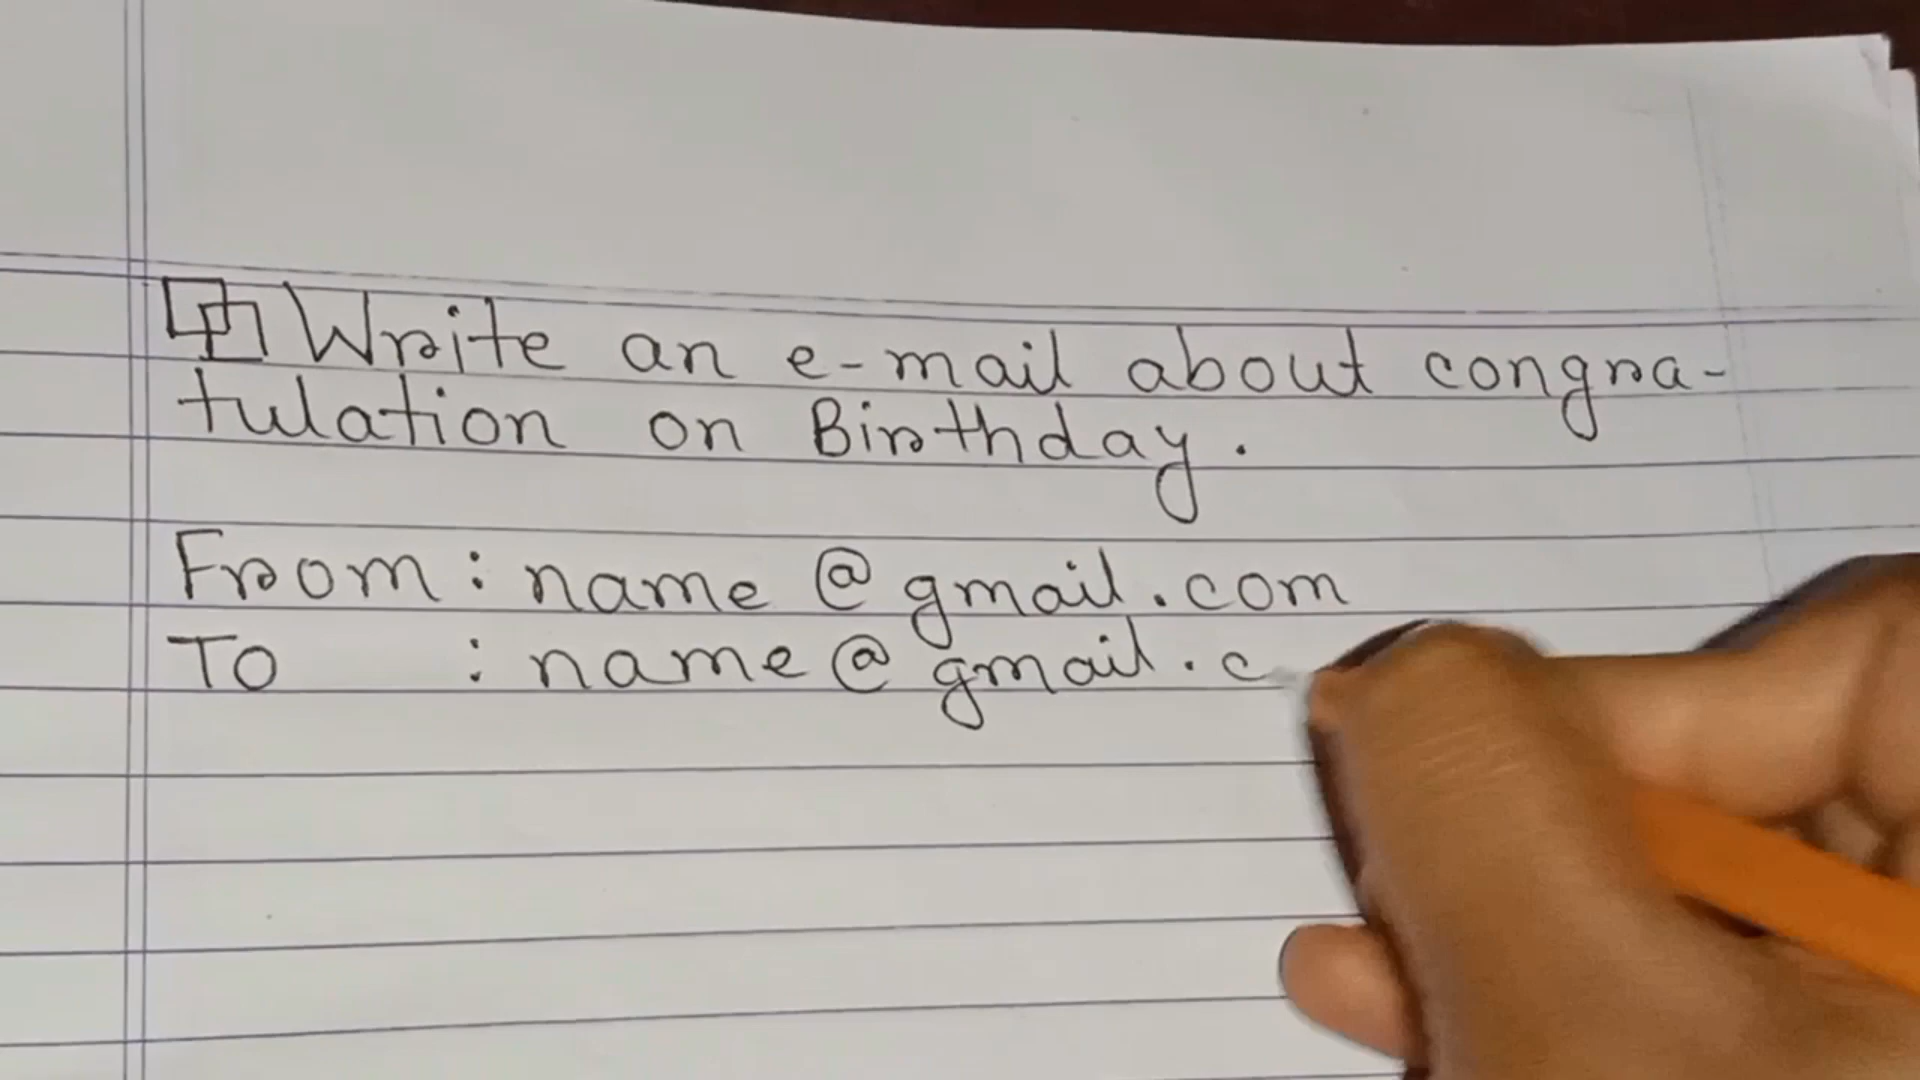 Write an e-mail about congra-
tulation on Birthday.
From : name @ gmail.com
To : name @ gmail.c